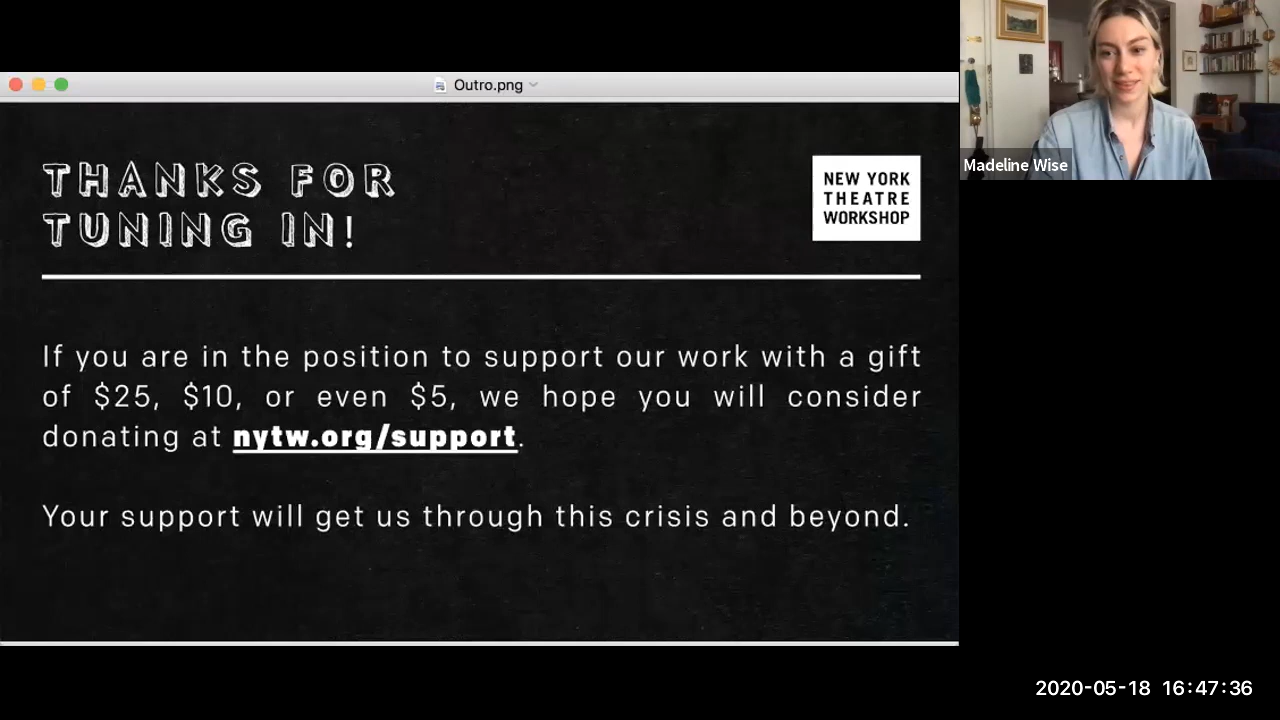 Outro.png
THANKS FOR
TUNING IN!
NEW YORK
THEATRE
WORKSHOP
If you are in the position to support our work with a gift
of $25, $10, or even $5, we hope you will consider
donating at nytw.org/support.
Your support will get us through this crisis and beyond.
Madeline Wise
2020-05-18 16:47:36